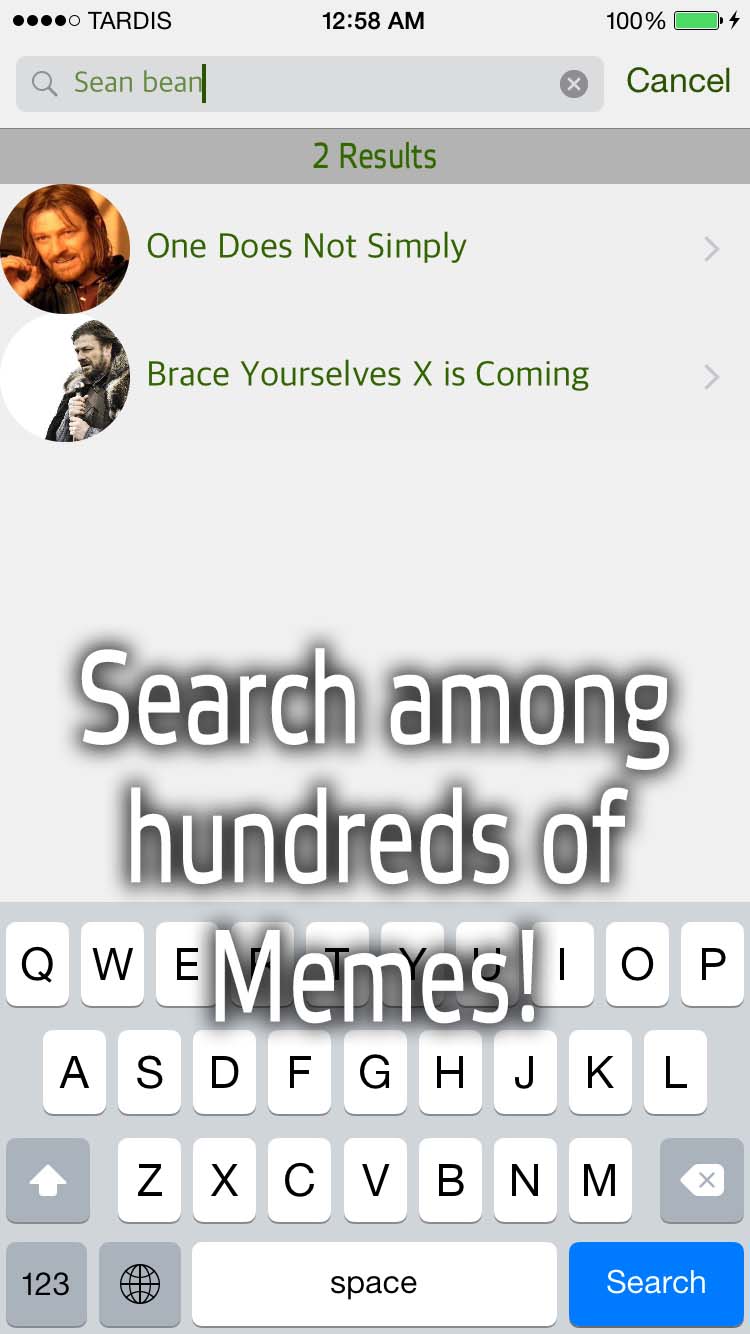 TARDIS 12:58 AM 100%
Sean bean Cancel
2 Results
One Does Not Simply
Brace Yourselves X is Coming
Search among
hundreds of
Memes!
Q W E R T Y U I O P
A S D F G H J K L
Z X C V B N M
123 space Search